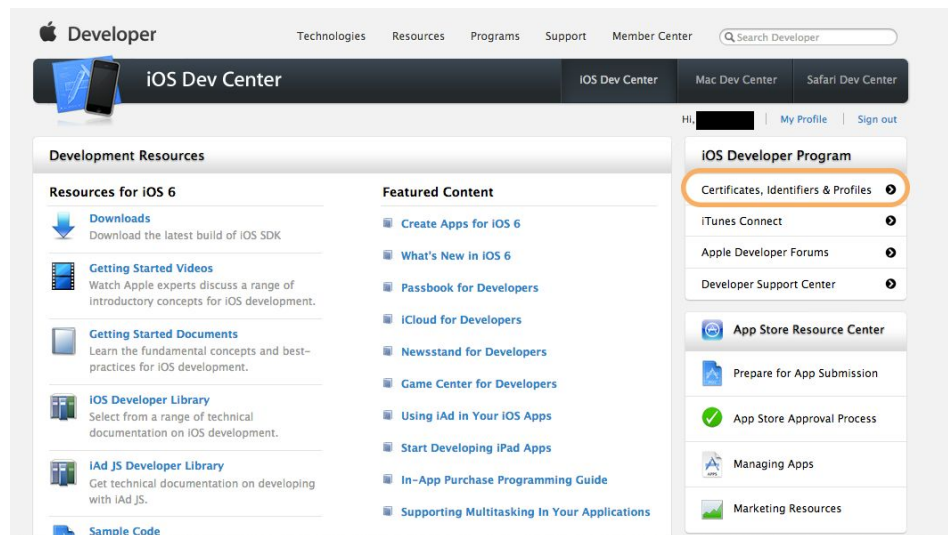 Developer
Technologies Resources Programs Support Member Center Search Developer
iOS Dev Center
iOS Dev Center Mac Dev Center Safari Dev Center
Hi, My Profile Sign out
Development Resources
Resources for iOS 6
Downloads
Download the latest build of iOS SDK
Getting Started Videos
Watch Apple experts discuss a range of
introductory concepts for iOS development.
Getting Started Documents
Learn the fundamental concepts and best-
practices for iOS development.
iOS Developer Library
Select from a range of technical
documentation on iOS development.
iAd JS Developer Library
Get technical documentation on developing
with iAd JS.
Sample Code
Featured Content
Create Apps for iOS 6
What's New in iOS 6
Passbook for Developers
iCloud for Developers
Newsstand for Developers
Game Center for Developers
Using iAd in Your iOS Apps
Start Developing iPad Apps
In-App Purchase Programming Guide
Supporting Multitasking In Your Applications
iOS Developer Program
Certificates, Identifiers & Profiles
iTunes Connect
Apple Developer Forums
Developer Support Center
App Store Resource Center
Prepare for App Submission
App Store Approval Process
APPS
Managing Apps
Marketing Resources